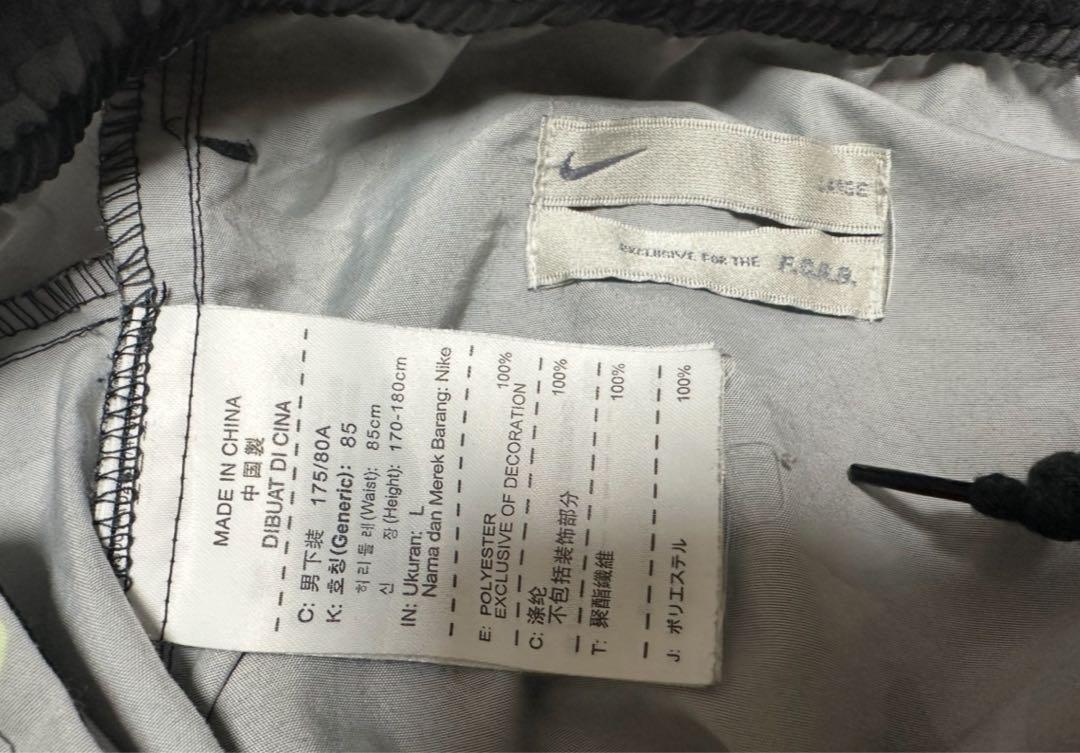 LARGE
EXCLUSIVE FOR THE F.C.R.B.
MADE IN CHINA
中国製
DIBUAT DI CINA
C: 男下装 175/80A
K: 호칭(Generic): 85
허리둘레(Waist): 85cm
신 장(Height): 170-180cm
IN: Ukuran: L
Nama dan Merek Barang: Nike
E: POLYESTER 100%
EXCLUSIVE OF DECORATION
C: 涤纶 100%
不包括装饰部分
T: 聚酯纖維 100%
J: ポリエステル 100%